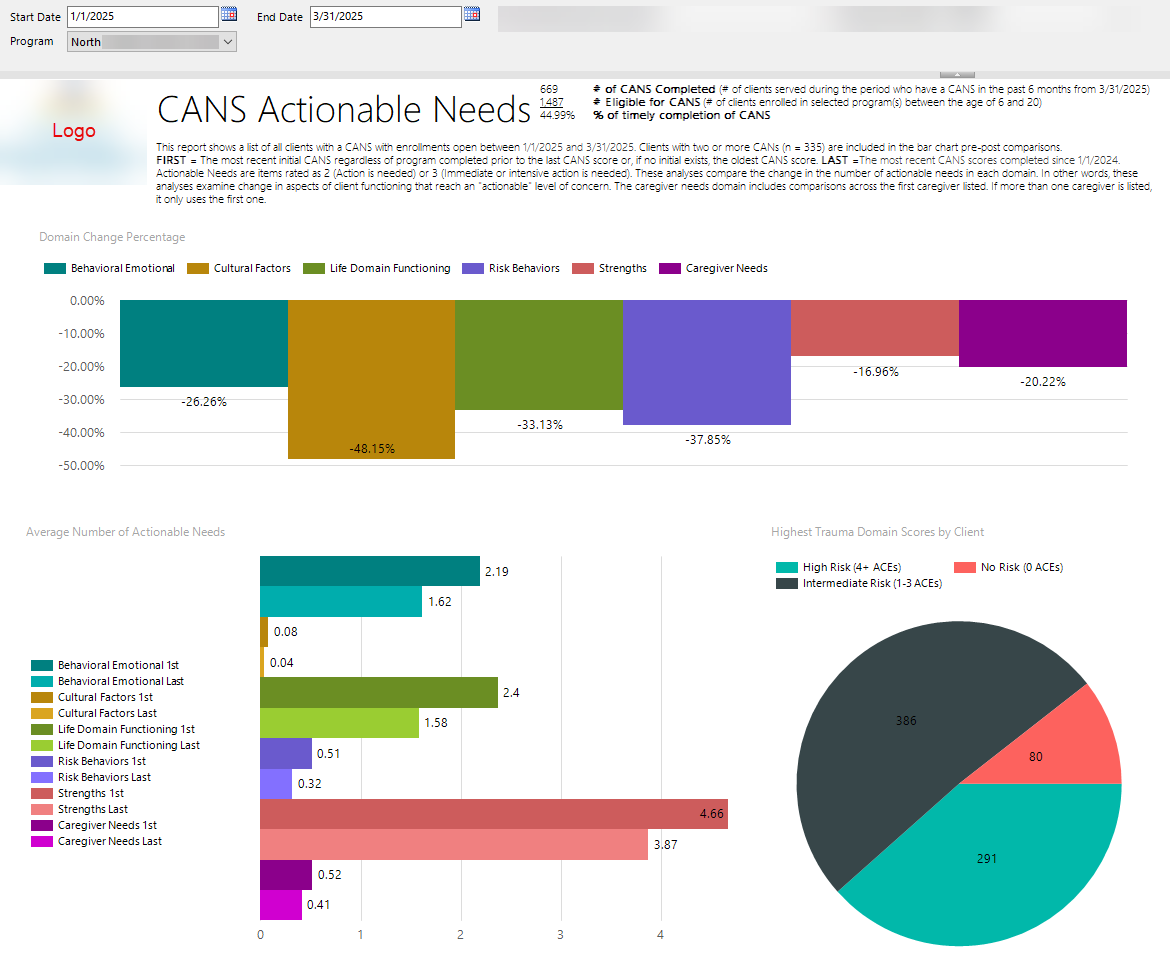 Start Date 1/1/2025 End Date 3/31/2025
Program North
Logo
CANS Actionable Needs
669 # of CANS Completed (# of clients served during the period who have a CANS in the past 6 months from 3/31/2025)
1,487 # Eligible for CANS (# of clients enrolled in selected program(s) between the age of 6 and 20)
44.99% % of timely completion of CANS
This report shows a list of all clients with a CANS with enrollments open between 1/1/2025 and 3/31/2025. Clients with two or more CANs (n = 335) are included in the bar chart pre-post comparisons.
FIRST = The most recent initial CANS regardless of program completed prior to the last CANS score or, if no initial exists, the oldest CANS score. LAST =The most recent CANS scores completed since 1/1/2024.
Actionable Needs are items rated as 2 (Action is needed) or 3 (Immediate or intensive action is needed). These analyses compare the change in the number of actionable needs in each domain. In other words, these
analyses examine change in aspects of client functioning that reach an "actionable" level of concern. The caregiver needs domain includes comparisons across the first caregiver listed. If more than one caregiver is listed,
it only uses the first one.
Domain Change Percentage
Behavioral Emotional Cultural Factors Life Domain Functioning Risk Behaviors Strengths Caregiver Needs
0.00%
-10.00%
-20.00%
-30.00%
-40.00%
-50.00%
-26.26%
-48.15%
-33.13%
-37.85%
-16.96%
-20.22%
Average Number of Actionable Needs
Behavioral Emotional 1st
Behavioral Emotional Last
Cultural Factors 1st
Cultural Factors Last
Life Domain Functioning 1st
Life Domain Functioning Last
Risk Behaviors 1st
Risk Behaviors Last
Strengths 1st
Strengths Last
Caregiver Needs 1st
Caregiver Needs Last
2.19
1.62
0.08
0.04
2.4
1.58
0.51
0.32
4.66
3.87
0.52
0.41
0 1 2 3 4
Highest Trauma Domain Scores by Client
High Risk (4+ ACEs) No Risk (0 ACEs)
Intermediate Risk (1-3 ACEs)
386
80
291